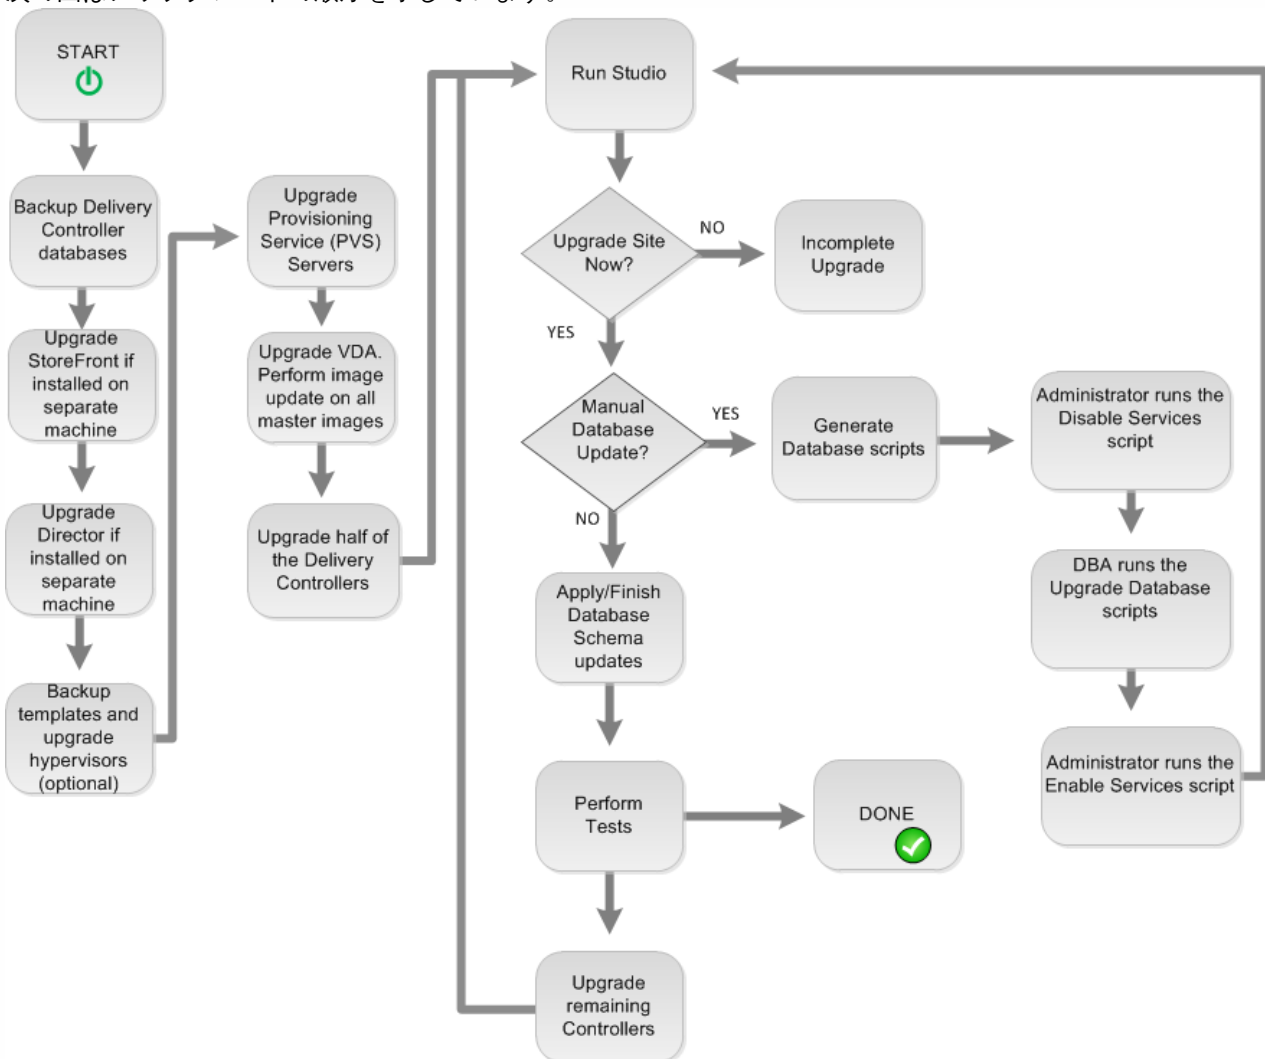 START
Backup Delivery
Controller
databases
Upgrade
StoreFront if
installed on
separate
machine
Upgrade
Director if
installed on
separate
machine
Backup
templates and
upgrade
hypervisors
(optional)
Upgrade
Provisioning
Service (PVS)
Servers
Upgrade VDA.
Perform image
update on all
master images
Upgrade half of
the Delivery
Controllers
Run Studio
Upgrade Site
Now?
NO
Incomplete
Upgrade
YES
Manual
Database
Update?
YES
Generate
Database scripts
Administrator runs the
Disable Services
script
DBA runs the
Upgrade Database
scripts
Administrator runs the
Enable Services script
NO
Apply/Finish
Database
Schema
updates
Perform
Tests
DONE
Upgrade
remaining
Controllers